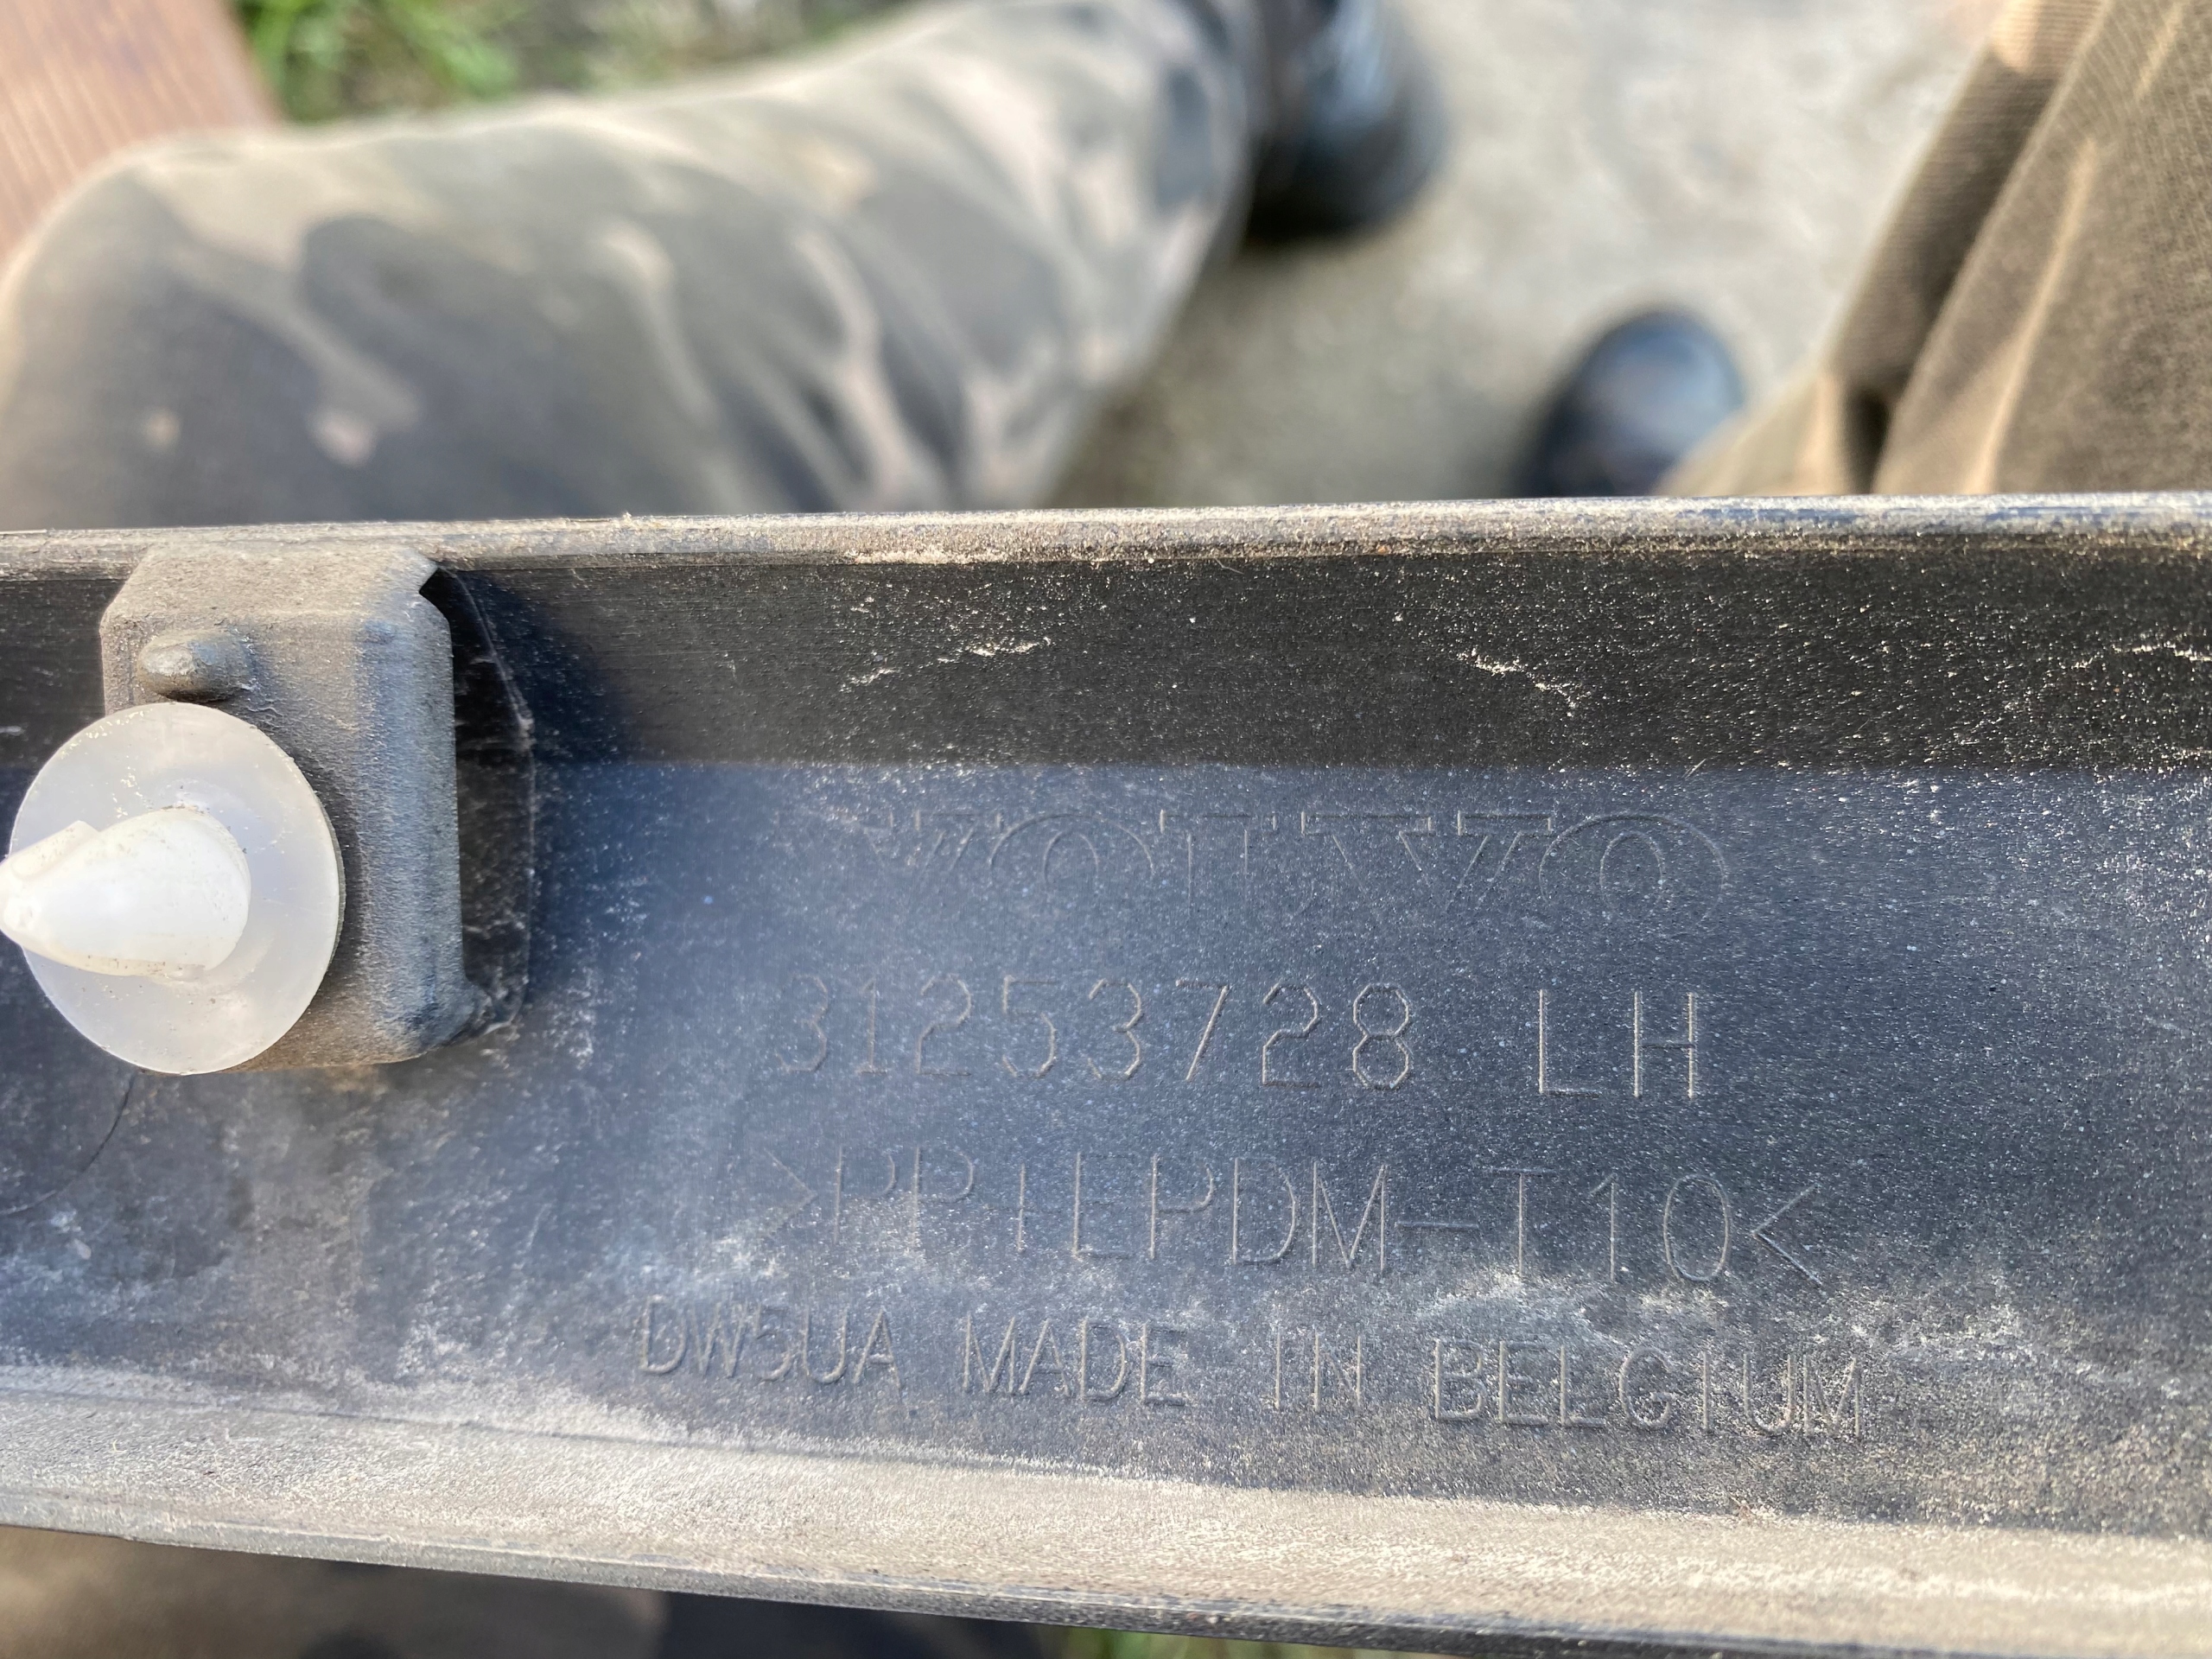 VOLVO
31253728 LH
>PP+EPDM-T10<
DW5UA MADE IN BELGIUM